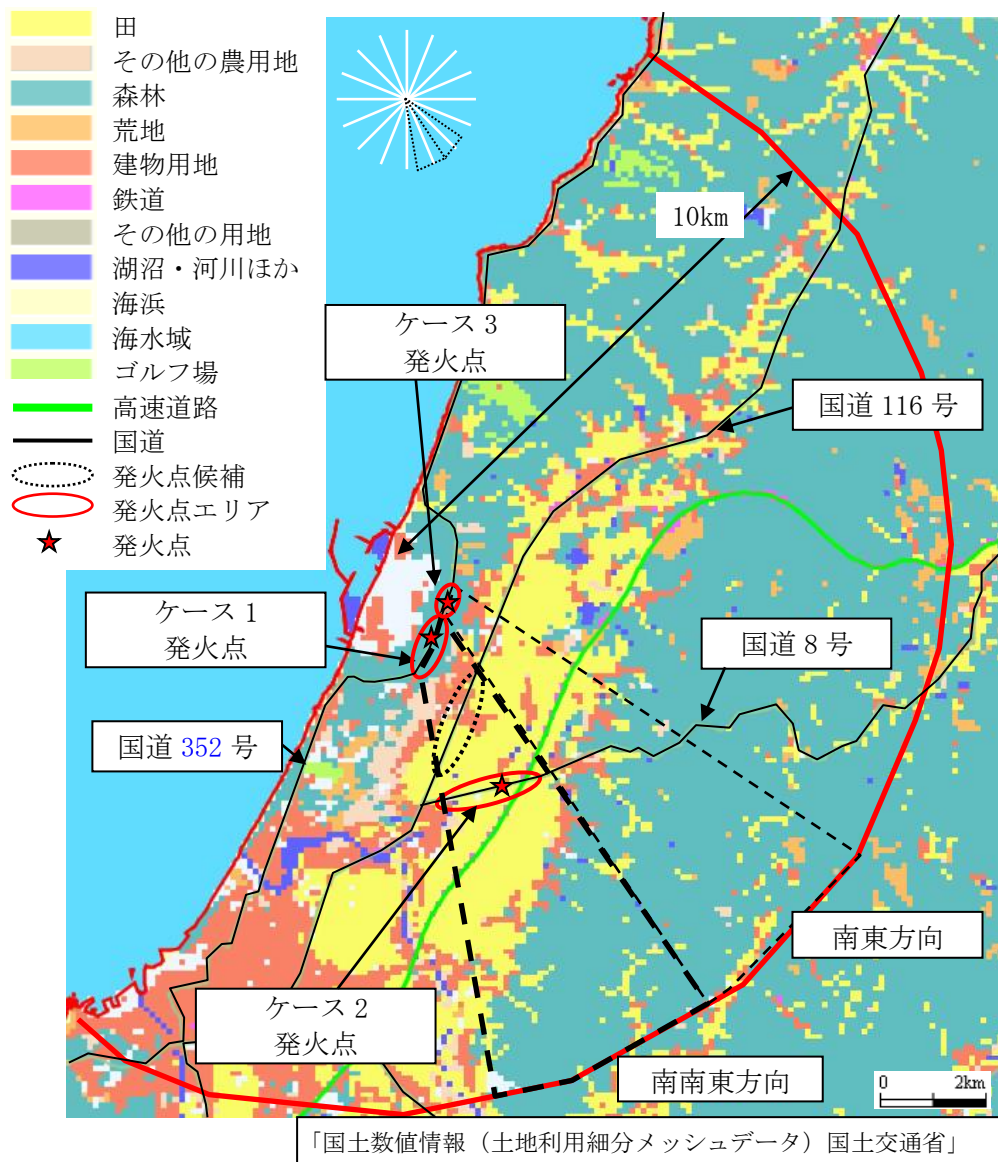 田
その他の農用地
森林
荒地
建物用地
鉄道
その他の用地
湖沼・河川ほか
海浜
海水域
ゴルフ場
高速道路
国道
発火点候補
発火点エリア
発火点
10km
ケース 3
発火点
国道 116 号
ケース 1
発火点
国道 8 号
国道 352 号
南東方向
ケース 2
発火点
南南東方向
0 2km
「国土数値情報（土地利用細分メッシュデータ）国土交通省」